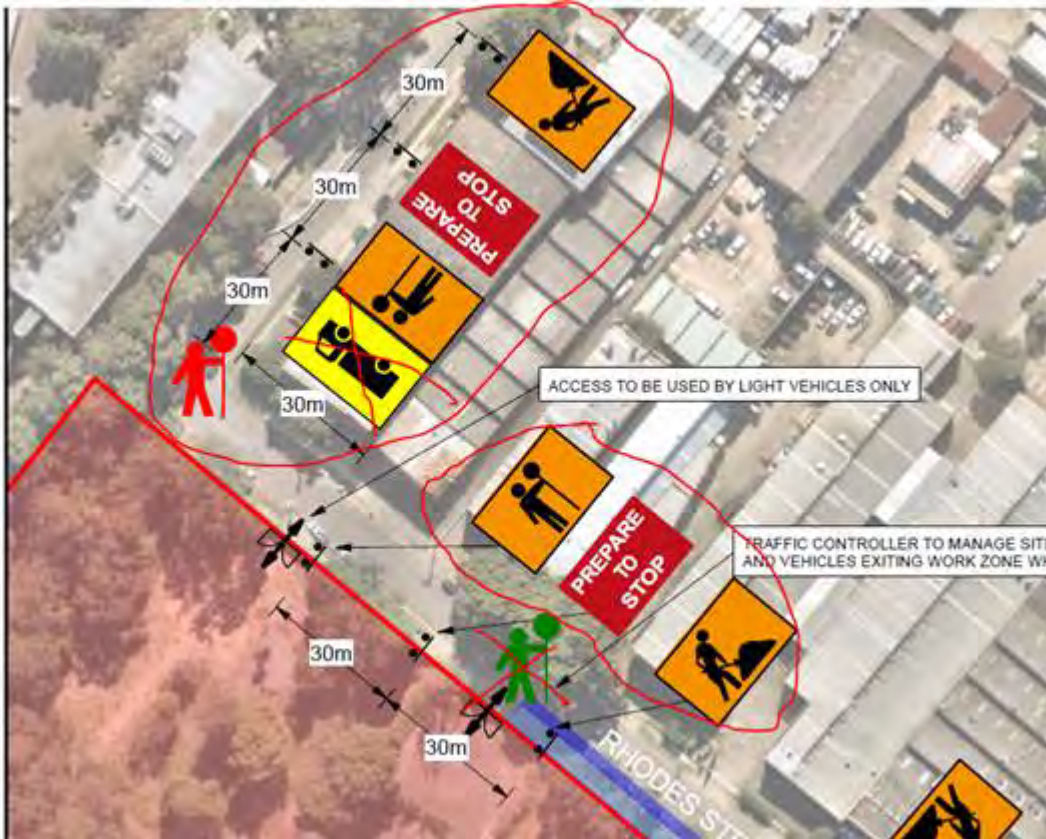 30m
30m
PREPARE
TO
STOP
30m
30m
ACCESS TO BE USED BY LIGHT VEHICLES ONLY
PREPARE
TO
STOP
TRAFFIC CONTROLLER TO MANAGE
AND VEHICLES EXITING WORK ZONE
30m
30m
RHODES